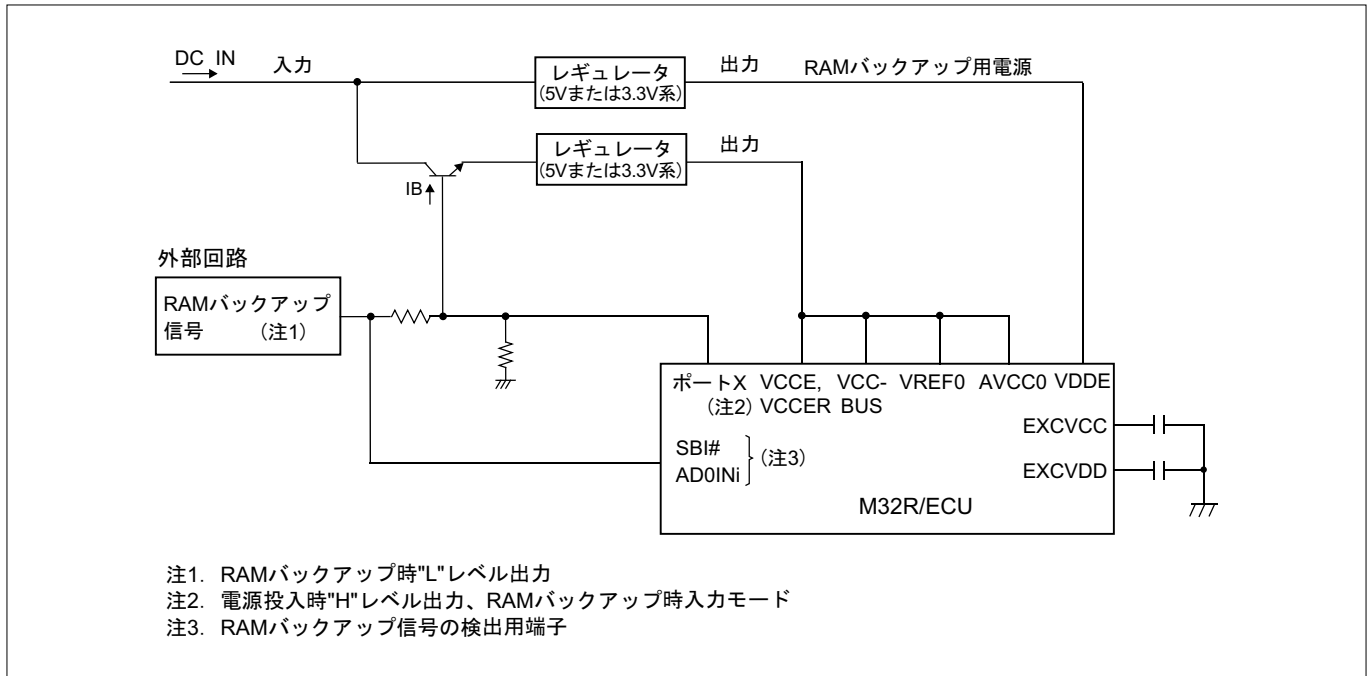 DC IN
入力
レギュレータ
(5Vまたは3.3V系)
出力
RAMバックアップ用電源
レギュレータ
(5Vまたは3.3V系)
出力
IB
外部回路
RAMバックアップ
信号 (注1)
ポートX VCCE, VCC- VREF0 AVCC0 VDDE
(注2) VCCER BUS
EXCVCC
SBI#
AD0INi
(注3)
EXCVDD
M32R/ECU
注1. RAMバックアップ時"L"レベル出力
注2. 電源投入時"H"レベル出力、RAMバックアップ時入力モード
注3. RAMバックアップ信号の検出用端子